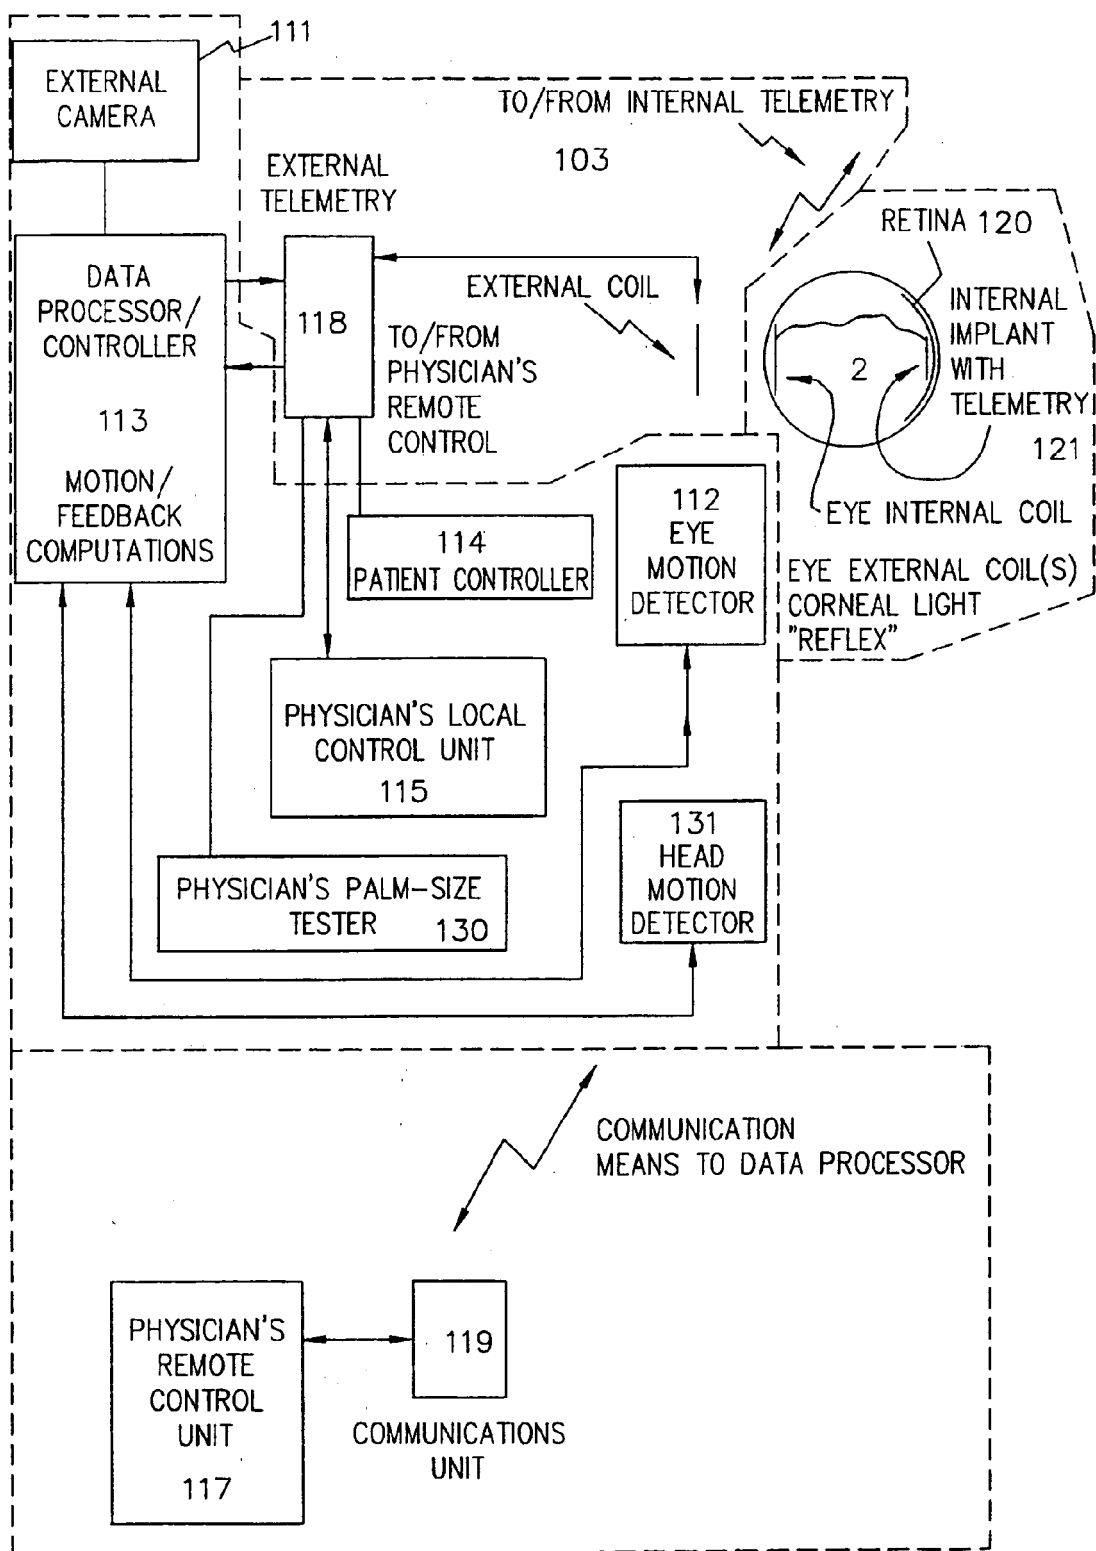 111
EXTERNAL
CAMERA
TO/FROM INTERNAL TELEMETRY
103
EXTERNAL
TELEMETRY
RETINA 120
DATA
PROCESSOR/
CONTROLLER
113
MOTION/
FEEDBACK
COMPUTATIONS
118
EXTERNAL COIL
TO/FROM
PHYSICIAN'S
REMOTE
CONTROL
INTERNAL
IMPLANT
WITH
TELEMETRY
121
2
EYE INTERNAL COIL
EYE EXTERNAL COIL(S)
CORNEAL LIGHT
"REFLEX"
112
EYE
MOTION
DETECTOR
114
PATIENT CONTROLLER
PHYSICIAN'S LOCAL
CONTROL UNIT
115
131
HEAD
MOTION
DETECTOR
PHYSICIAN'S PALM-SIZE
TESTER 130
COMMUNICATION
MEANS TO DATA PROCESSOR
PHYSICIAN'S
REMOTE
CONTROL
UNIT
117
119
COMMUNICATIONS
UNIT